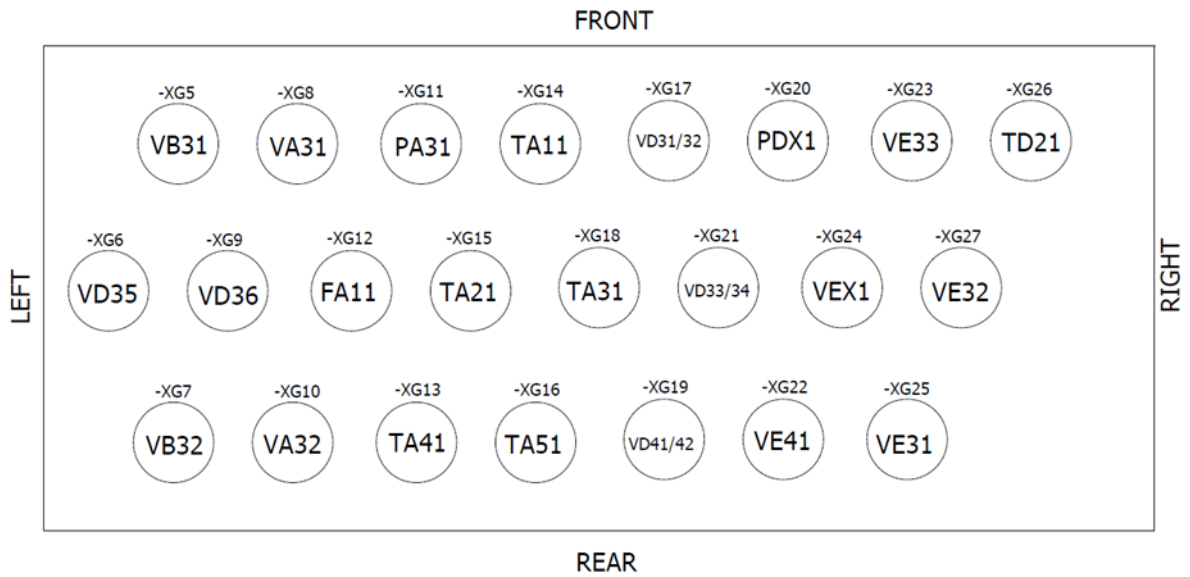 FRONT
-XG5 -XG8 -XG11 -XG14 -XG17 -XG20 -XG23 -XG26
VB31 VA31 PA31 TA11 VD31/32 PDX1 VE33 TD21
-XG6 -XG9 -XG12 -XG15 -XG18 -XG21 -XG24 -XG27
LEFT
VD35 VD36 FA11 TA21 TA31 VD33/34 VEX1 VE32
RIGHT
-XG7 -XG10 -XG13 -XG16 -XG19 -XG22 -XG25
VB32 VA32 TA41 TA51 VD41/42 VE41 VE31
REAR